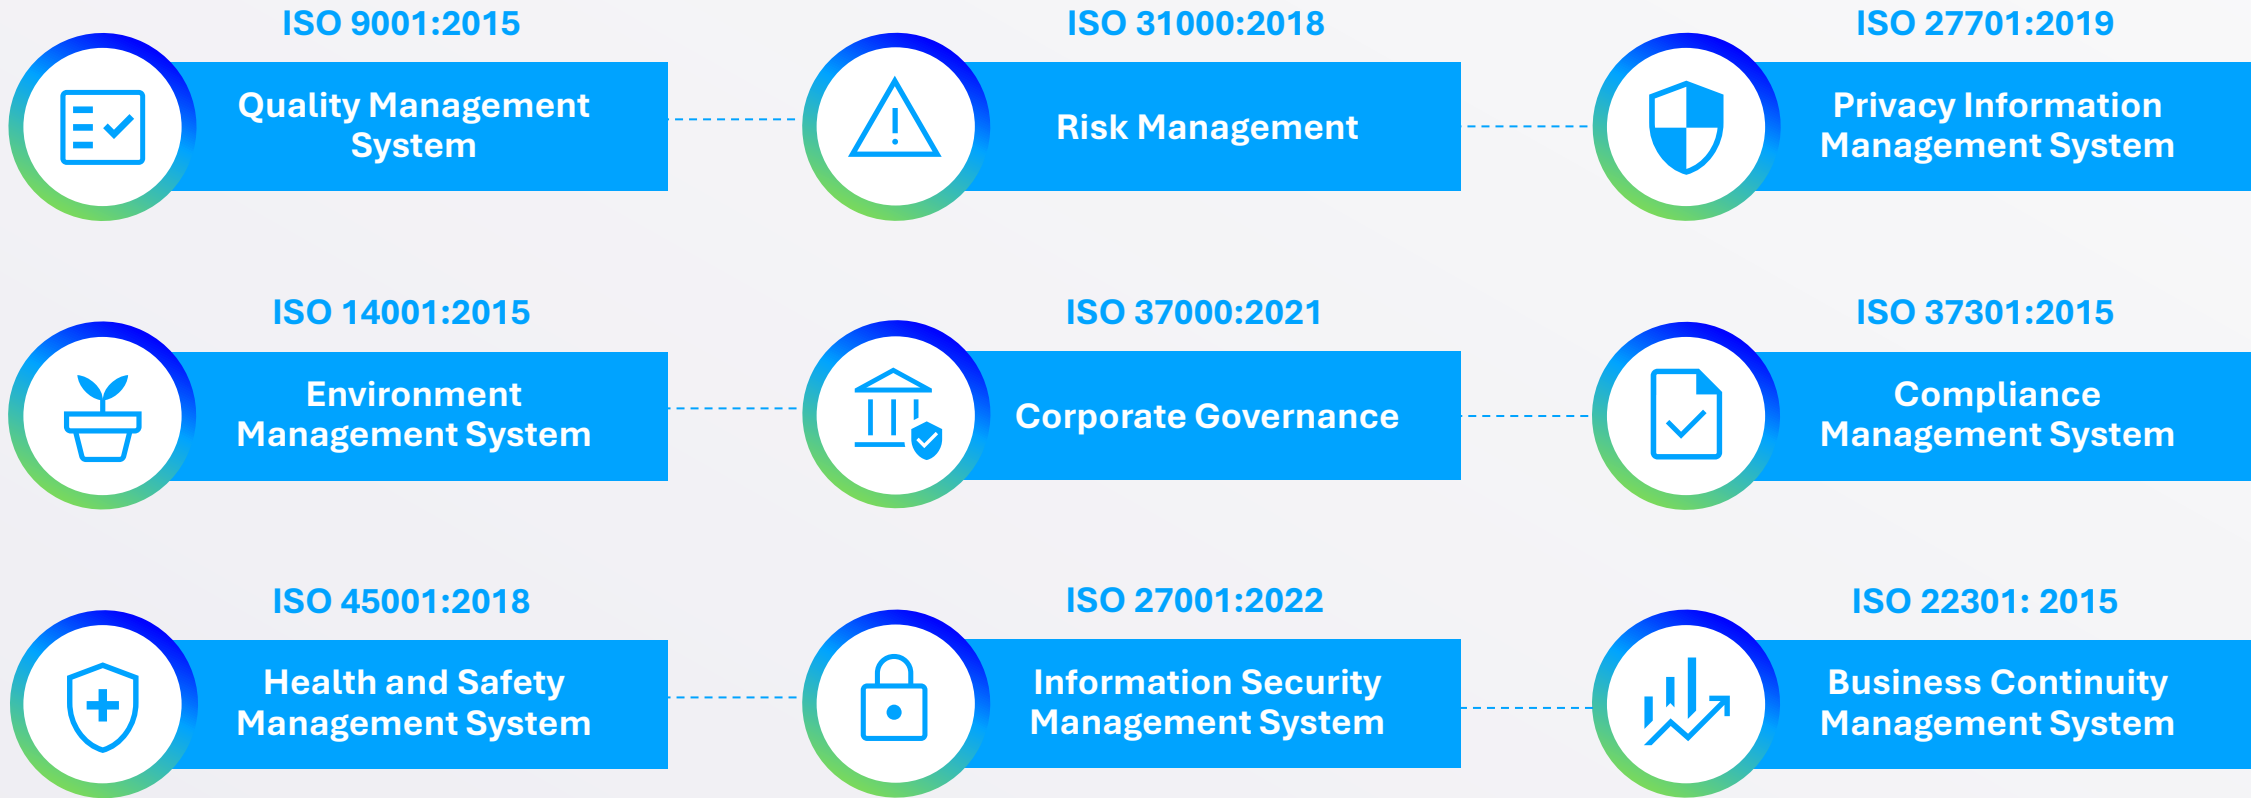 ISO 9001:2015
Quality Management
System
ISO 31000:2018
Risk Management
ISO 27701:2019
Privacy Information
Management System
ISO 14001:2015
Environment
Management System
ISO 37000:2021
Corporate Governance
ISO 37301:2015
Compliance
Management System
ISO 45001:2018
Health and Safety
Management System
ISO 27001:2022
Information Security
Management System
ISO 22301: 2015
Business Continuity
Management System